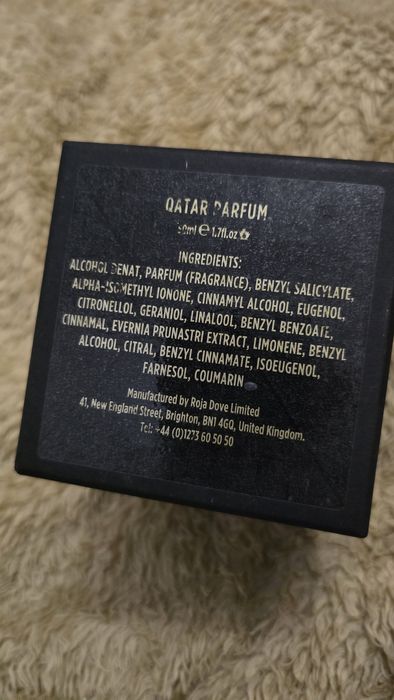 QATAR PARFUM
50ml ℮ 1.7fl.oz
INGREDIENTS:
ALCOHOL DENAT, PARFUM (FRAGRANCE), BENZYL SALICYLATE,
ALPHA-ISOMETHYL IONONE, CINNAMYL ALCOHOL, EUGENOL,
CITRONELLOL, GERANIOL, LINALOOL, BENZYL BENZOATE,
CINNAMAL, EVERNIA PRUNASTRI EXTRACT, LIMONENE, BENZYL
ALCOHOL, CITRAL, BENZYL CINNAMATE, ISOEUGENOL,
FARNESOL, COUMARIN
Manufactured by Roja Dove Limited
41, New England Street, Brighton, BN1 4GQ, United Kingdom.
Tel: +44 (0)1273 60 50 50